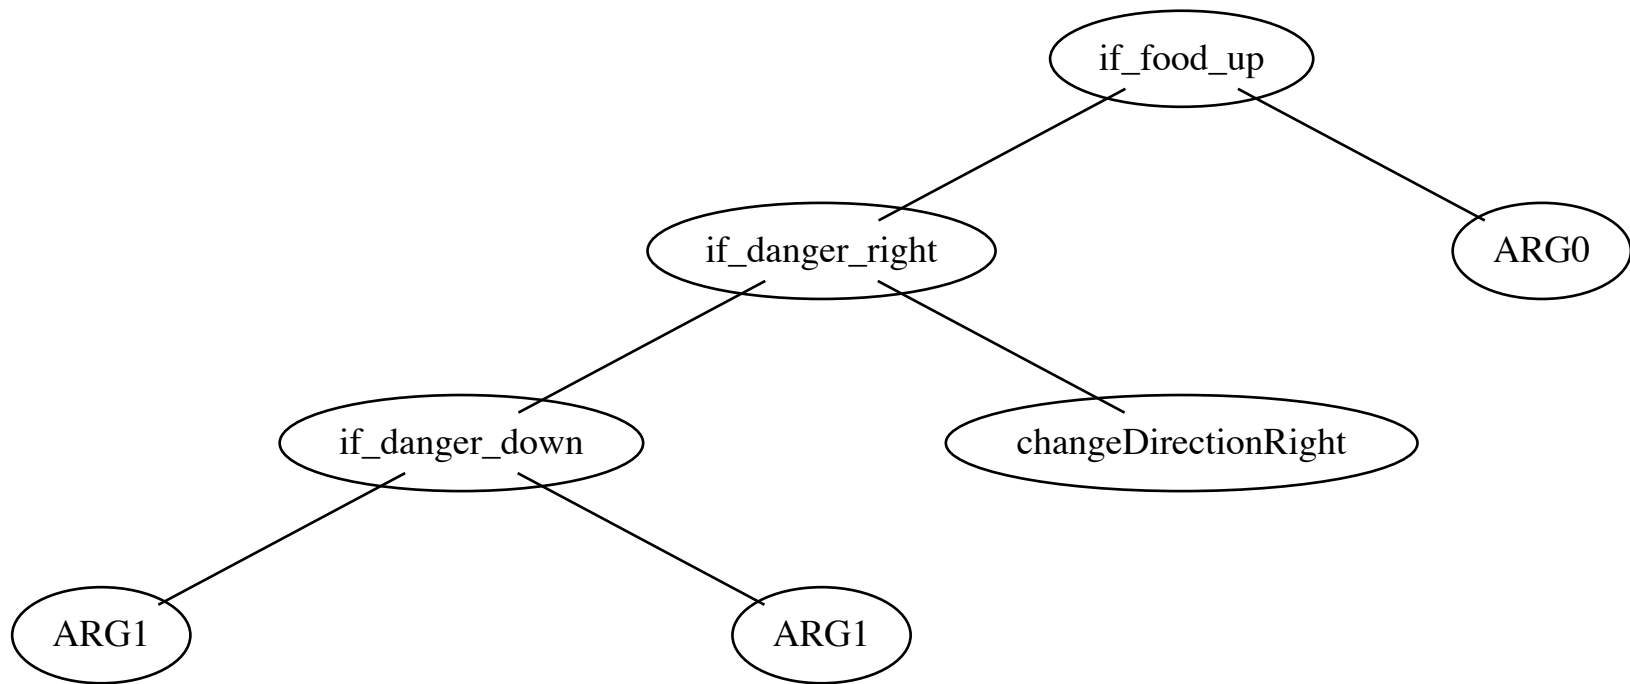 if_food_up
if_danger_right
ARG0
if_danger_down
changeDirectionRight
ARG1
ARG1